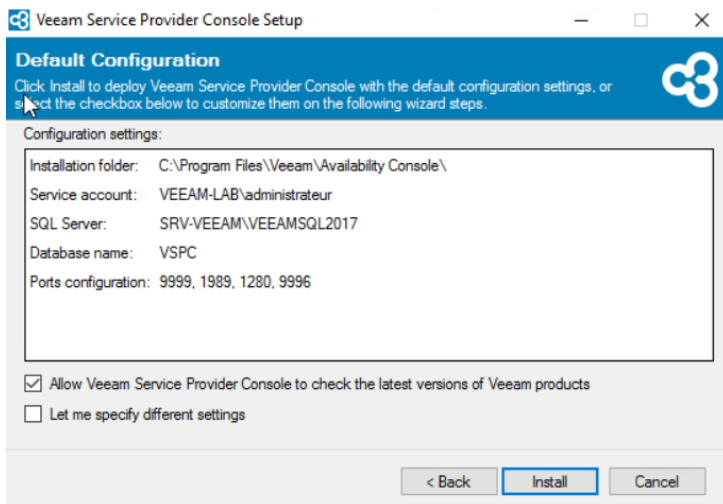 Veeam Service Provider Console Setup
Default Configuration
Click Install to deploy Veeam Service Provider Console with the default configuration settings, or
select the checkbox below to customize them on the following wizard steps.
Configuration settings:
Installation folder: C:\Program Files\Veeam\Availability Console\
Service account: VEEAM-LAB\administrateur
SQL Server: SRV-VEEAM\VEEAMSQL2017
Database name: VSPC
Ports configuration: 9999, 1989, 1280, 9996
Allow Veeam Service Provider Console to check the latest versions of Veeam products
Let me specify different settings
< Back Install Cancel